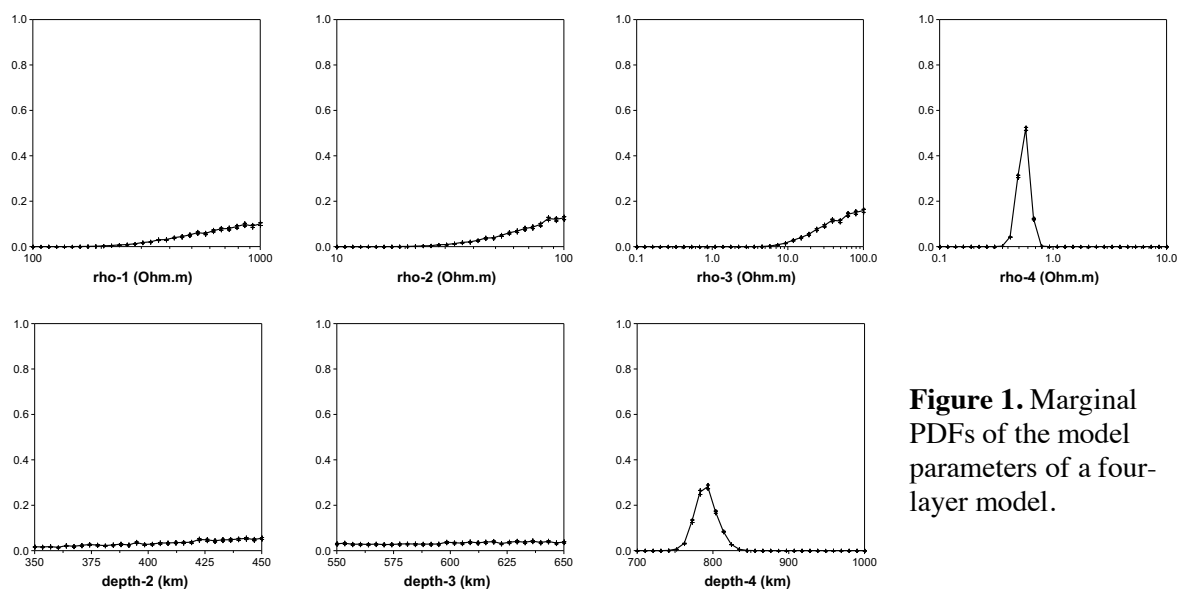 1.0 1.0 1.0 1.0
0.8 0.8 0.8 0.8
0.6 0.6 0.6 0.6
0.4 0.4 0.4 0.4
0.2 0.2 0.2 0.2
0.0 0.0 0.0 0.0
100 1000 10 100 0.1 1.0 10.0 100.0 0.1 1.0 10.0
rho-1 (Ohm.m) rho-2 (Ohm.m) rho-3 (Ohm.m) rho-4 (Ohm.m)
1.0 1.0 1.0
0.8 0.8 0.8
0.6 0.6 0.6
0.4 0.4 0.4
0.2 0.2 0.2
0.0 0.0 0.0
350 375 400 425 450 550 575 600 625 650 700 800 900 1000
depth-2 (km) depth-3 (km) depth-4 (km)
Figure 1. Marginal
PDFs of the model
parameters of a four-
layer model.